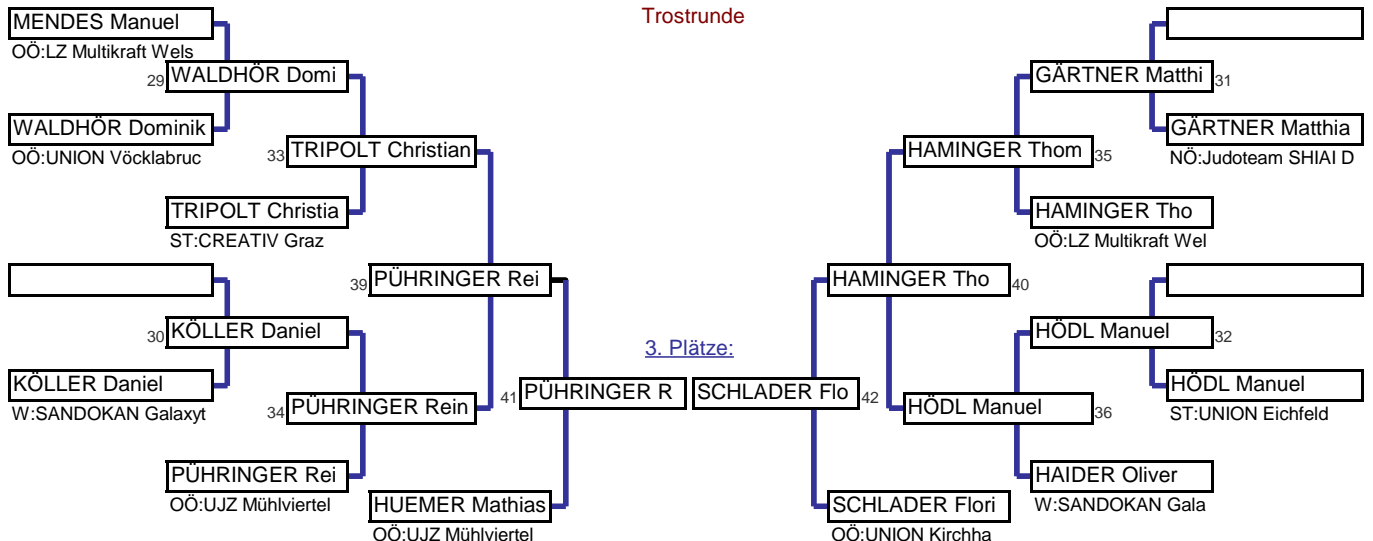 Trostrunde
MENDES Manuel
OÖ:LZ Multikraft Wels
29 WALDHÖR Domi
WALDHÖR Dominik
OÖ:UNION Vöcklabruc
33 TRIPOLT Christian
TRIPOLT Christia
ST:CREATIV Graz
39 PÜHRINGER Rei
30 KÖLLER Daniel
KÖLLER Daniel
W:SANDOKAN Galaxyt
34 PÜHRINGER Rein
PÜHRINGER Rei
OÖ:UJZ Mühlviertel
41 PÜHRINGER R
HUEMER Mathias
OÖ:UJZ Mühlviertel
3. Plätze:
GÄRTNER Matthi 31
GÄRTNER Matthia
NÖ:Judoteam SHIAI D
HAMINGER Thom 35
HAMINGER Tho
OÖ:LZ Multikraft Wel
HAMINGER Tho 40
HÖDL Manuel 32
HÖDL Manuel
ST:UNION Eichfeld
SCHLADER Flo 42
HÖDL Manuel 36
HAIDER Oliver
W:SANDOKAN Gala
SCHLADER Flori
OÖ:UNION Kirchha